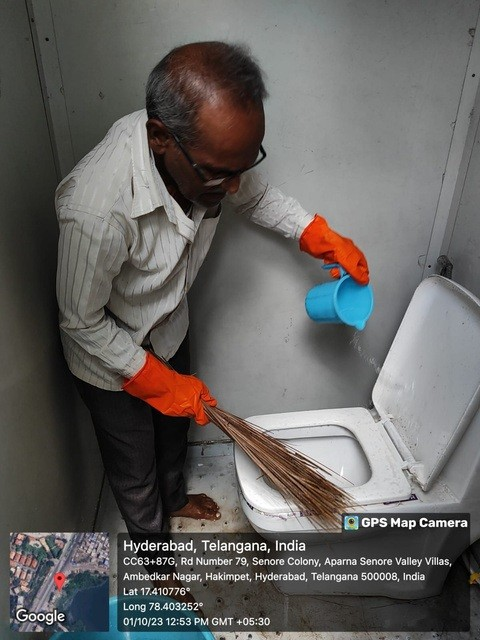 GPS Map Camera
Hyderabad, Telangana, India
CC63+87G, Rd Number 79, Senore Colony, Aparna Senore Valley Villas,
Ambedkar Nagar, Hakimpet, Hyderabad, Telangana 500008, India
Lat 17.410776°
Long 78.403252°
01/10/23 12:53 PM GMT +05:30
Google